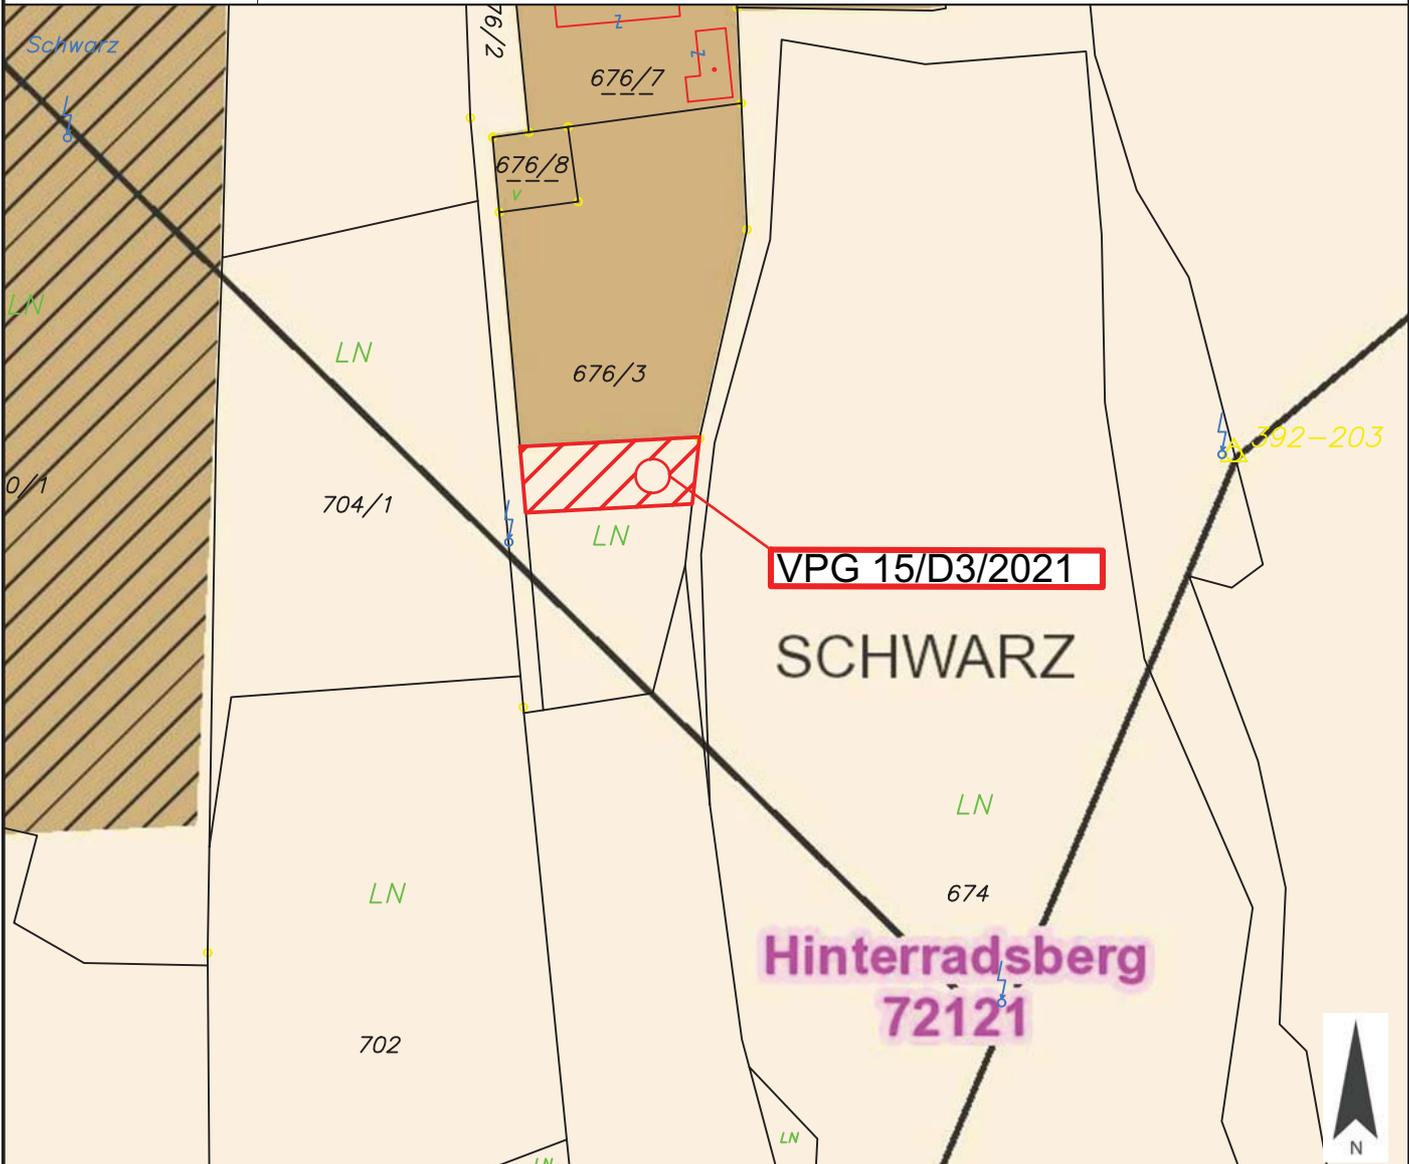 Schwarz
76/2
z
z
676/7
676/8
v
LN
LN
676/3
392-203
0/1
704/1
LN
VPG 15/D3/2021
SCHWARZ
LN
LN
674
Hinterradsberg
72121
702
LN
LN
N